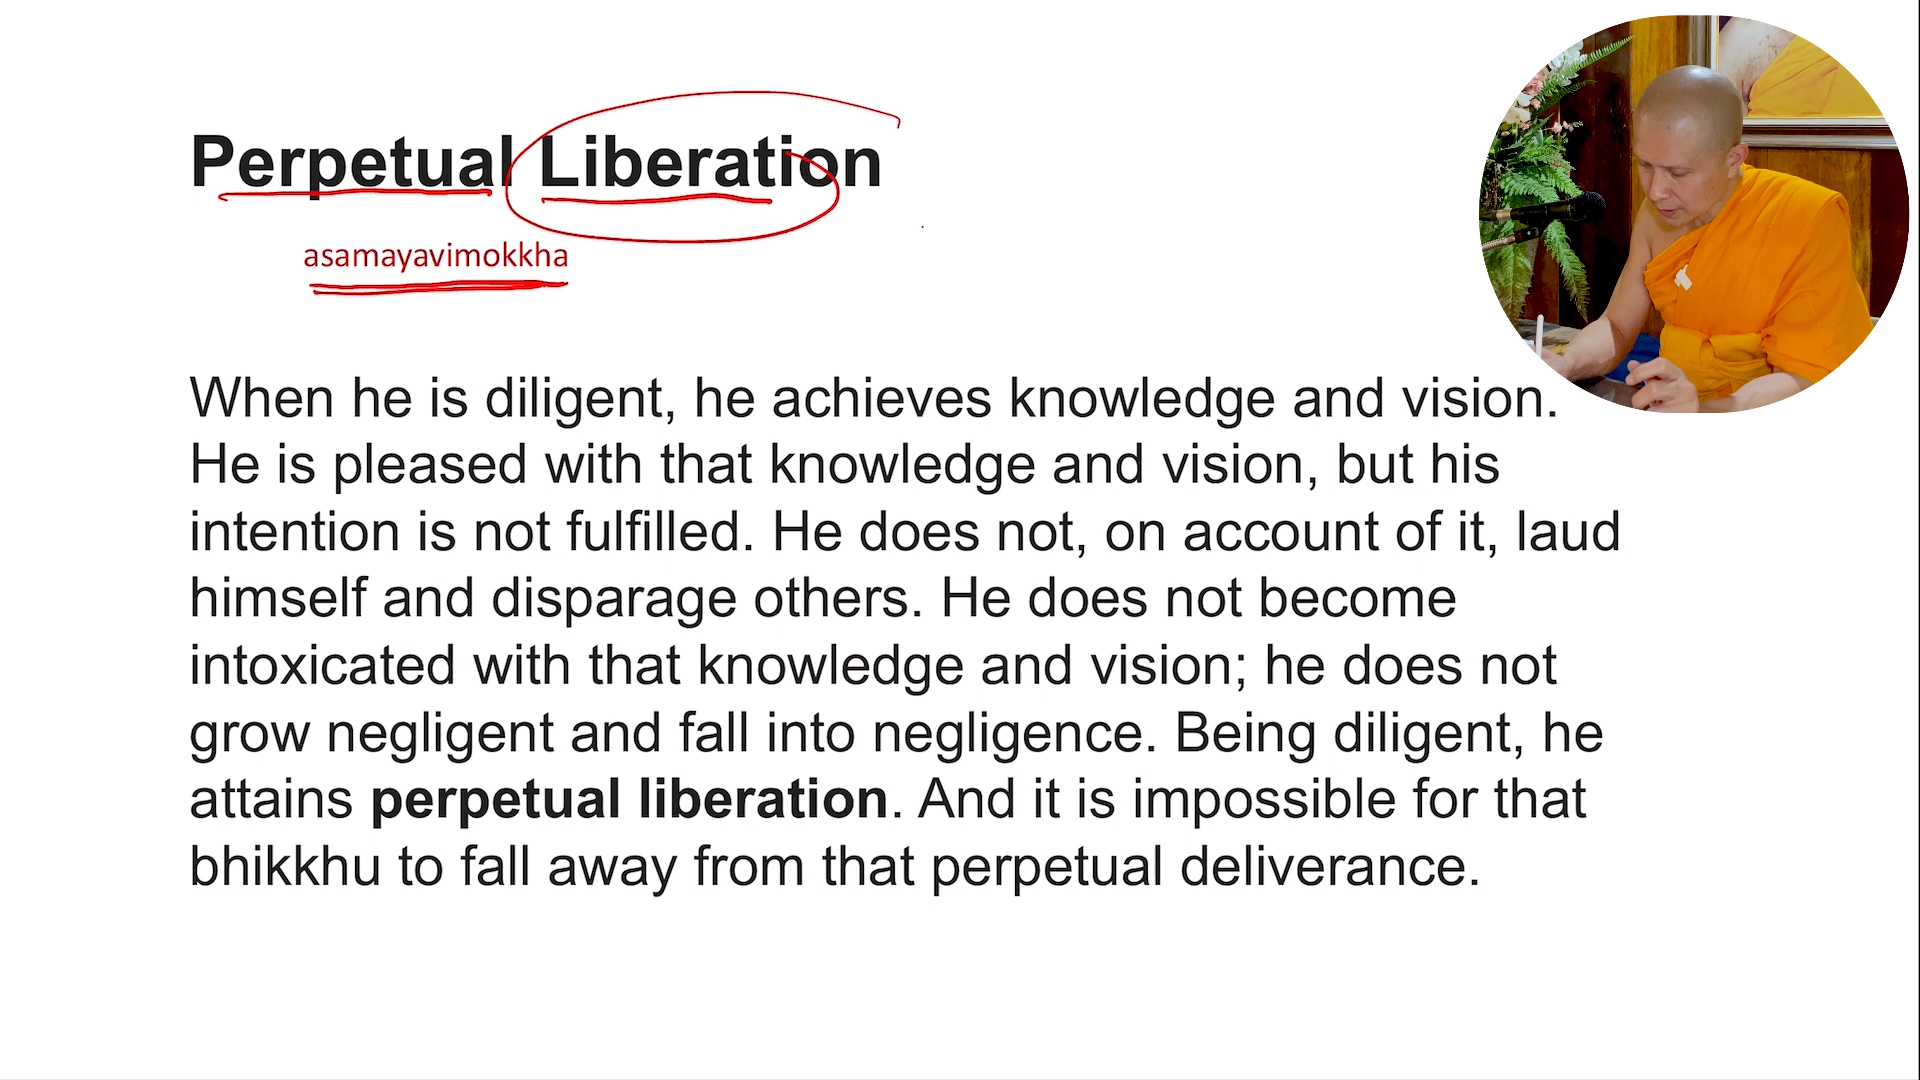 Perpetual Liberation
asamayavimokkha
When he is diligent, he achieves knowledge and vision.
He is pleased with that knowledge and vision, but his
intention is not fulfilled. He does not, on account of it, laud
himself and disparage others. He does not become
intoxicated with that knowledge and vision; he does not
grow negligent and fall into negligence. Being diligent, he
attains perpetual liberation. And it is impossible for that
bhikkhu to fall away from that perpetual deliverance.